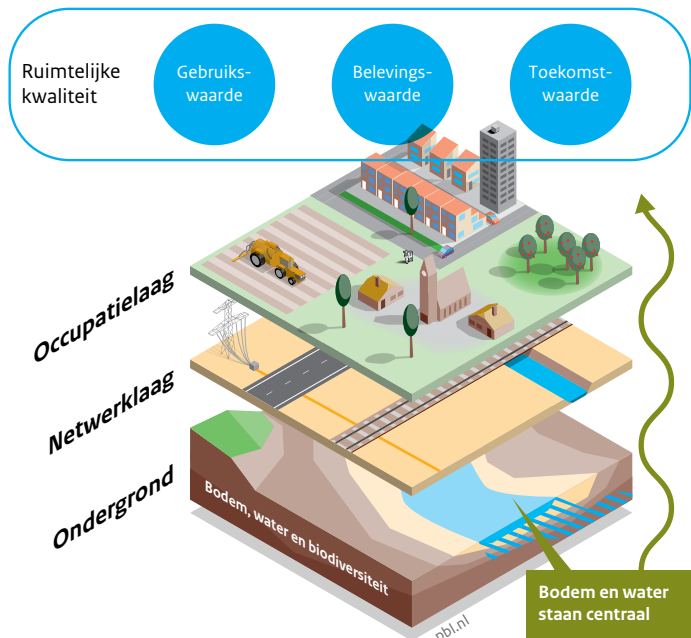 Ruimtelijke
kwaliteit
Gebruiks-
waarde
Belevings-
waarde
Toekomst-
waarde
Occupatielaag
Netwerklaag
Ondergrond
Bodem, water en biodiversiteit
Bodem en water
staan centraal
pbl.nl